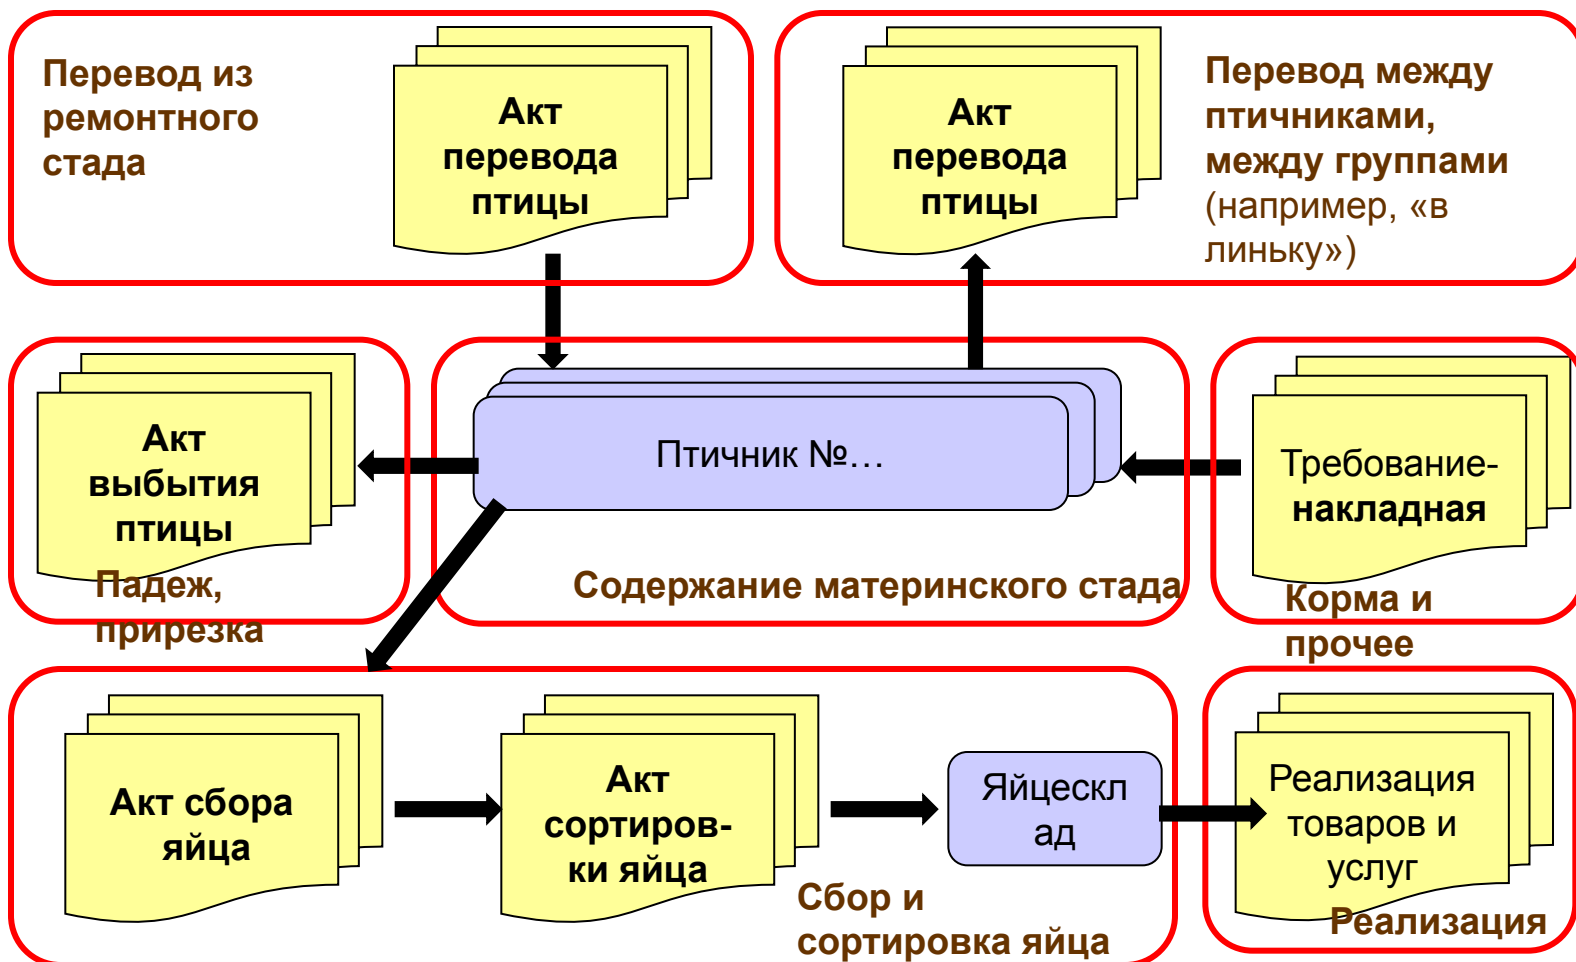 Перевод из
ремонтного
стада
Акт
перевода
птицы
Акт
перевода
птицы
Перевод между
птичниками,
между группами
(например, «в
линьку»)
Акт
выбытия
птицы
Падеж,
прирезка
Птичник №…
Содержание материнского стада
Требование-
накладная
Корма и
прочее
Акт сбора
яйца
Акт
сортиров-
ки яйца
Яйцескл
ад
Сбор и
сортировка яйца
Реализация
товаров и
услуг
Реализация